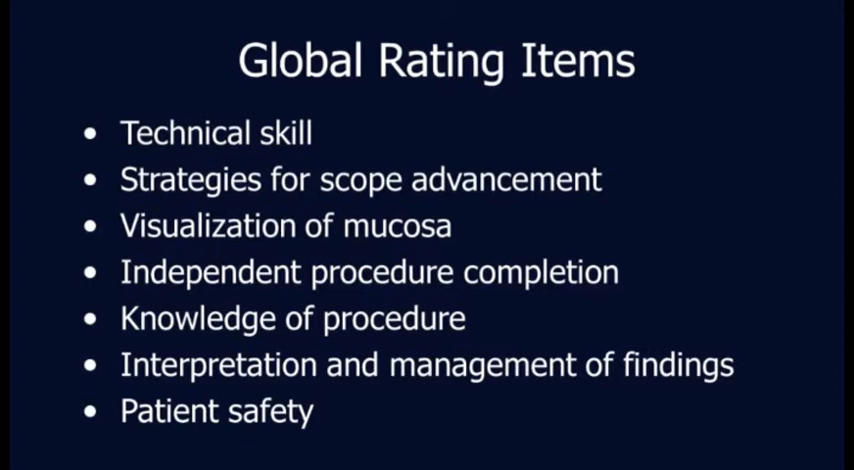 Global Rating Items
• Technical skill
• Strategies for scope advancement
• Visualization of mucosa
• Independent procedure completion
• Knowledge of procedure
• Interpretation and management of findings
• Patient safety